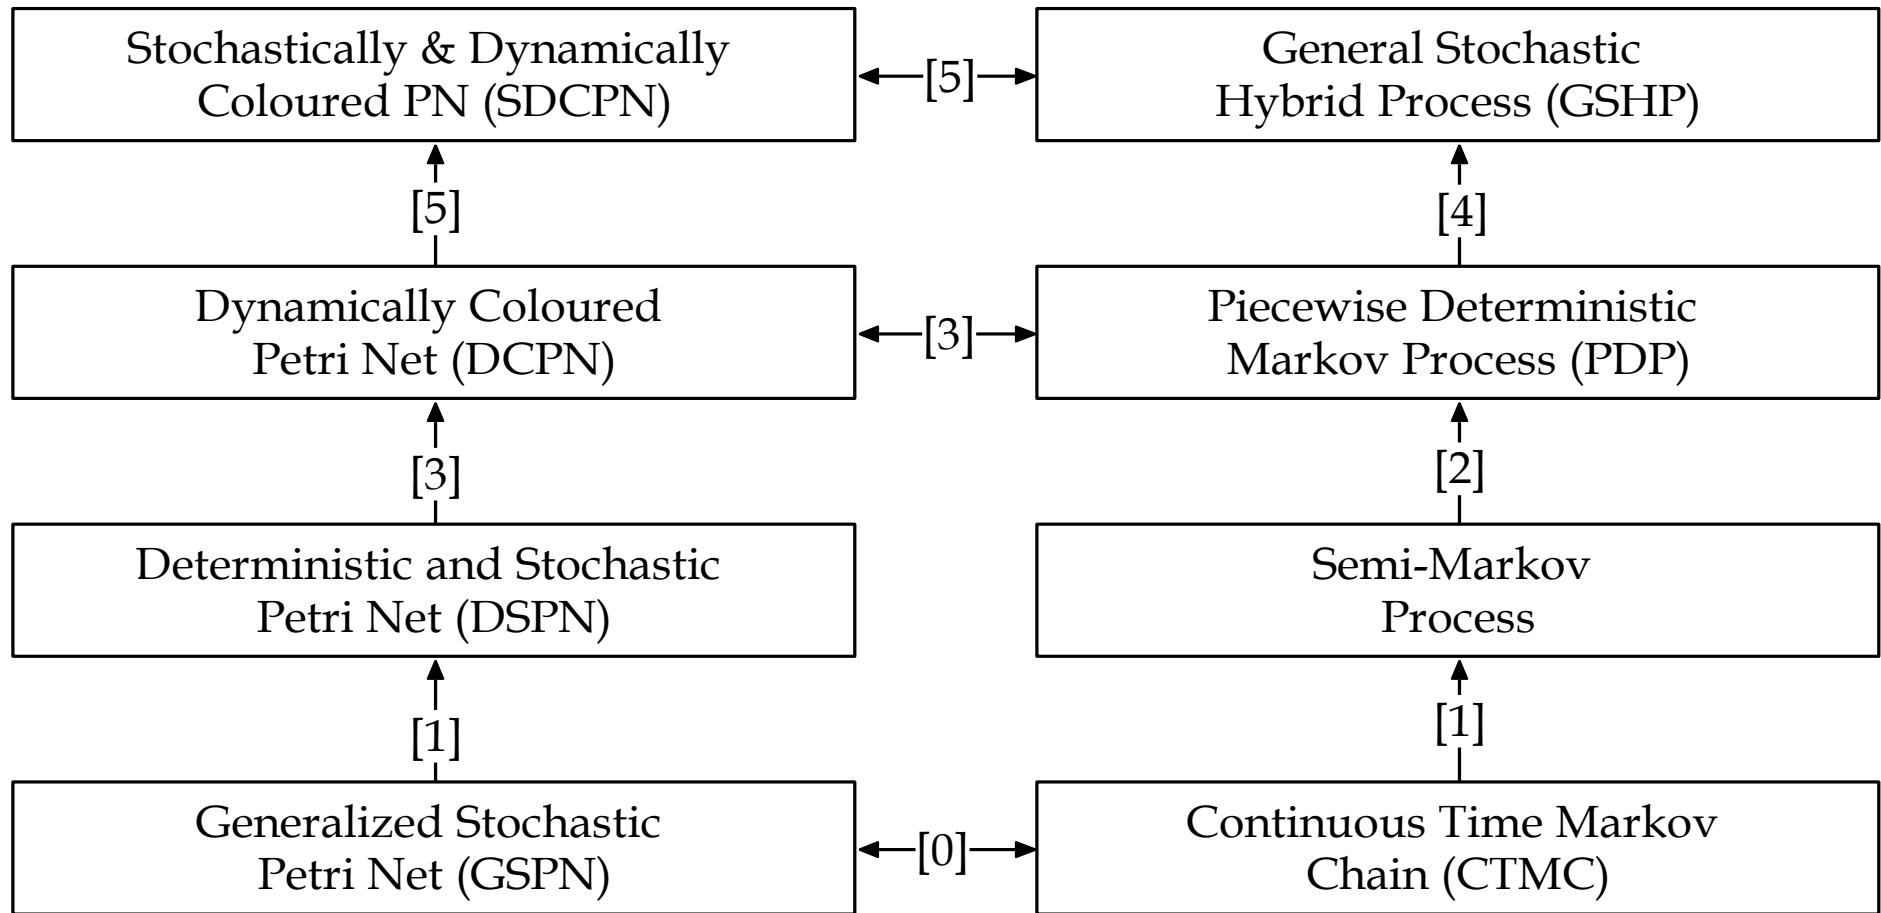 Stochastically & Dynamically
Coloured PN (SDCPN)
[5]
General Stochastic
Hybrid Process (GSHP)
[5]
[4]
Dynamically Coloured
Petri Net (DCPN)
[3]
Piecewise Deterministic
Markov Process (PDP)
[3]
[2]
Deterministic and Stochastic
Petri Net (DSPN)
Semi-Markov
Process
[1]
[1]
Generalized Stochastic
Petri Net (GSPN)
[0]
Continuous Time Markov
Chain (CTMC)